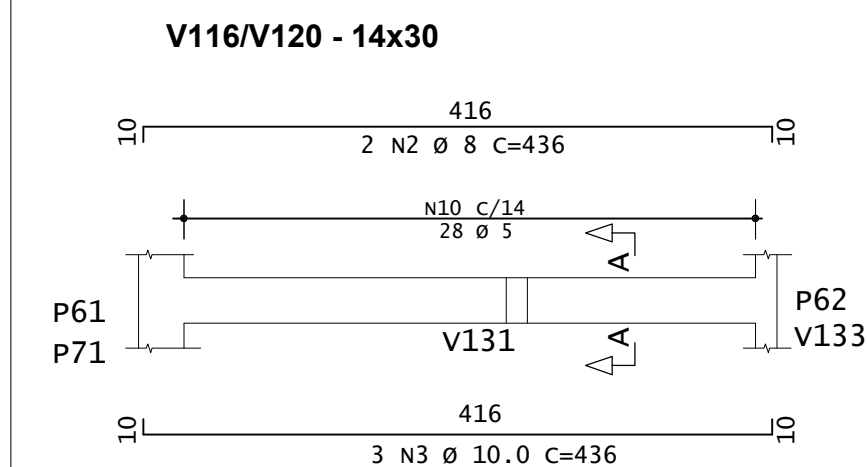 V116/V120 - 14x30
10 416 10
2 N2 Ø 8 C=436
N10 C/14
28 Ø 5
A
P61 P62
P71 V131 A V133
10 416 10
3 N3 Ø 10.0 C=436